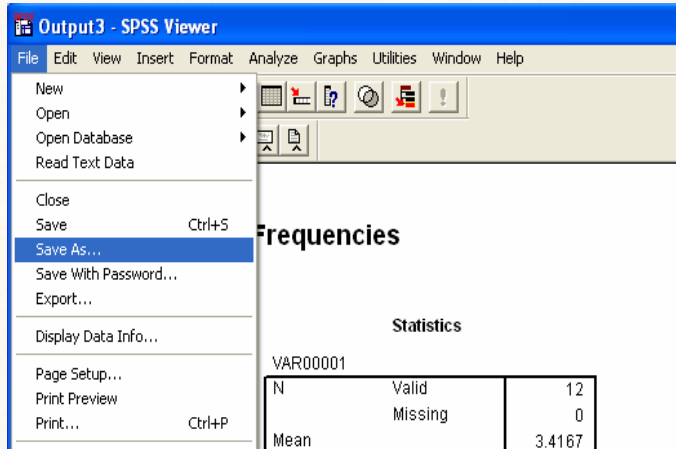 Output3 - SPSS Viewer
File Edit View Insert Format Analyze Graphs Utilities Window Help
New
Open
Open Database
Read Text Data
Close
Save Ctrl+S
Save As...
Save With Password...
Export...
Display Data Info...
Page Setup...
Print Preview
Print... Ctrl+P
Frequencies
Statistics
VAR00001
N Valid 12
Missing 0
Mean 3.4167